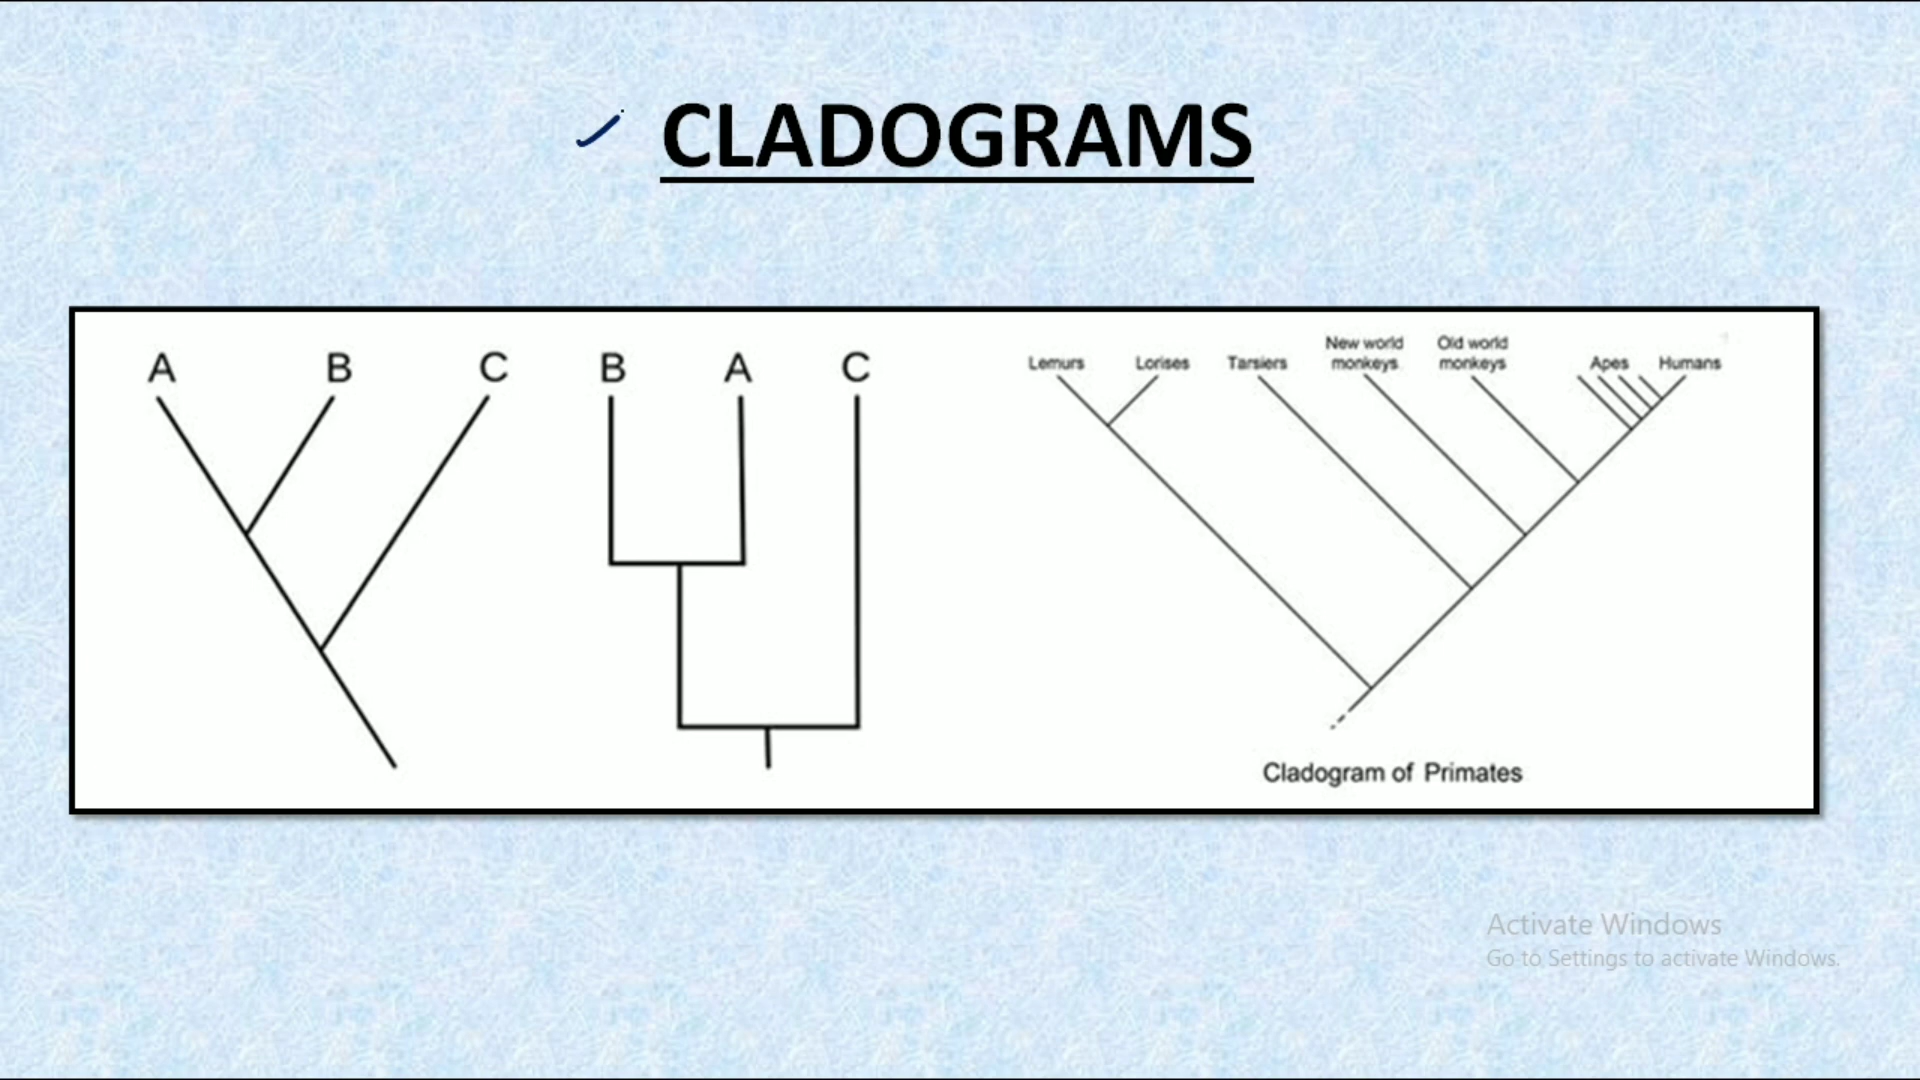 CLADOGRAMS
A B C B A C
Lemurs Lorises Tarsiers New world monkeys Old world monkeys Apes Humans
Cladogram of Primates
Activate Windows
Go to Settings to activate Windows.